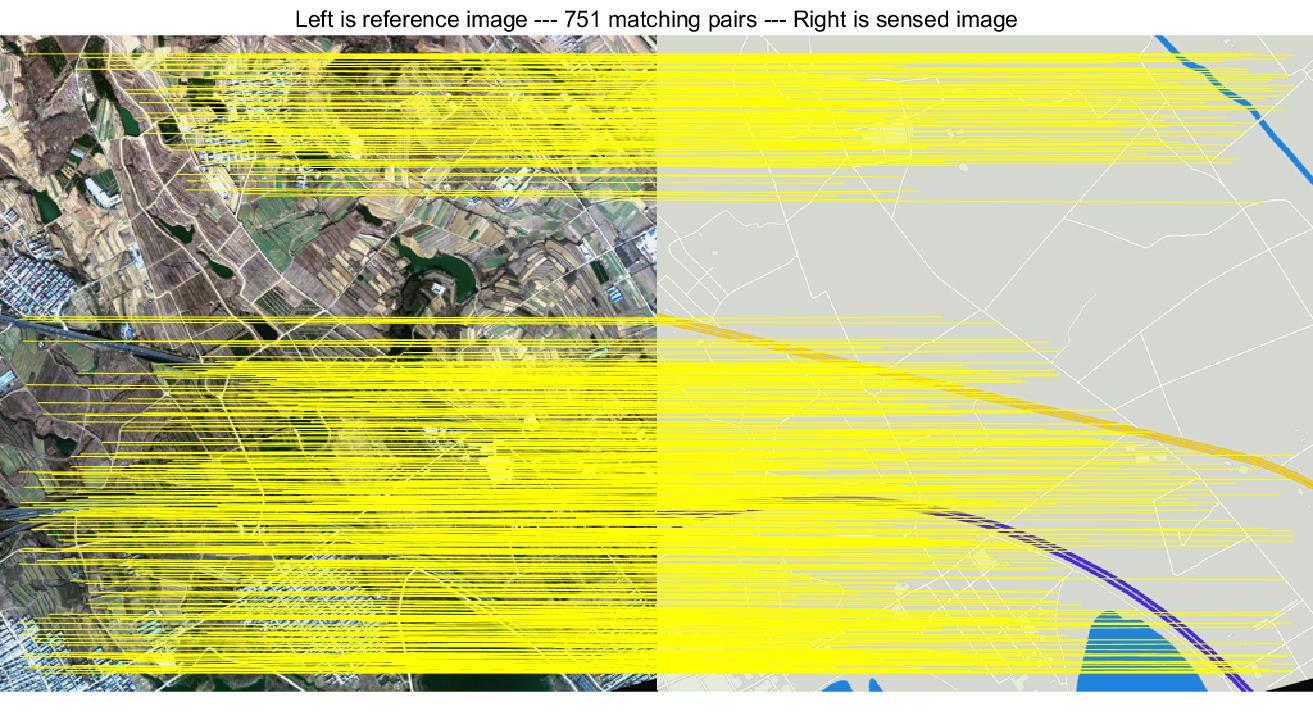 Left is reference image --- 751 matching pairs --- Right is sensed image